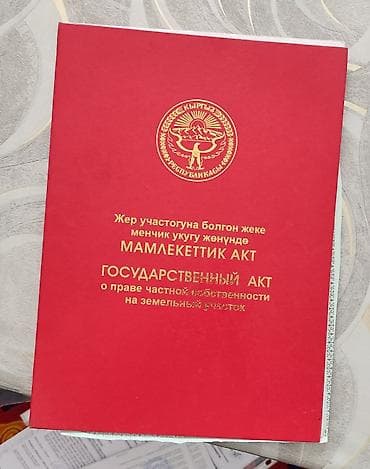 КЫРГЫЗ
РЕСПУБЛИКАСЫ
Жер участогуна болгон жеке
менчик укугу жөнүндө
МАМЛЕКЕТТИК АКТ
ГОСУДАРСТВЕННЫЙ АКТ
о праве частной собственности
на земельный участок